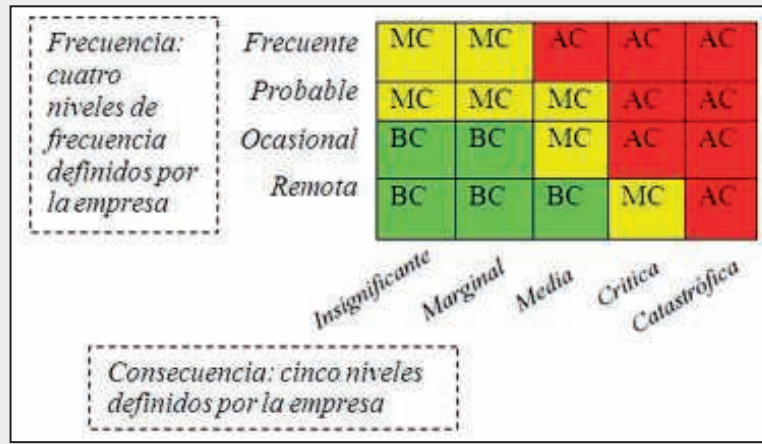 Frecuencia:
cuatro
niveles de
frecuencia
definidos por
la empresa
Frecuente MC MC AC AC AC
Probable MC MC MC AC AC
Ocasional BC BC MC AC AC
Remota BC BC BC MC AC
Insignificante Marginal Media Crítica Catastrófica
Consecuencia: cinco niveles
definidos por la empresa